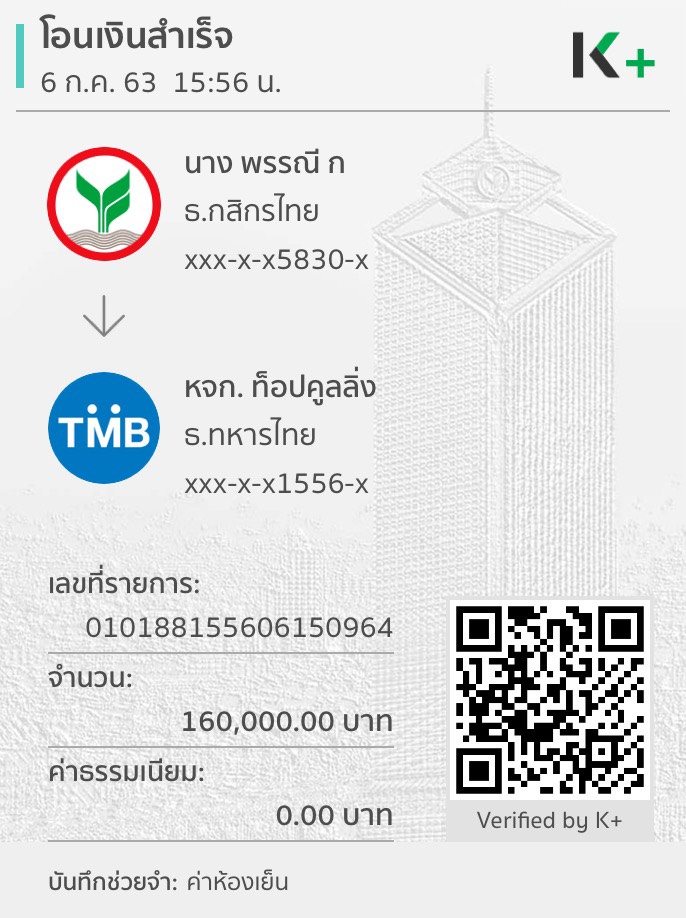 โอนเงินสำเร็จ
6 ก.ค. 63  15:56 น.
K+
นาง พรรณี ก
ธ.กสิกรไทย
xxx-x-x5830-x
TMB
หจก. ท็อปคูลลิ่ง
ธ.ทหารไทย
xxx-x-x1556-x
เลขที่รายการ:
010188155606150964
จำนวน:
160,000.00 บาท
ค่าธรรมเนียม:
0.00 บาท
Verified by K+
บันทึกช่วยจำ: ค่าห้องเย็น